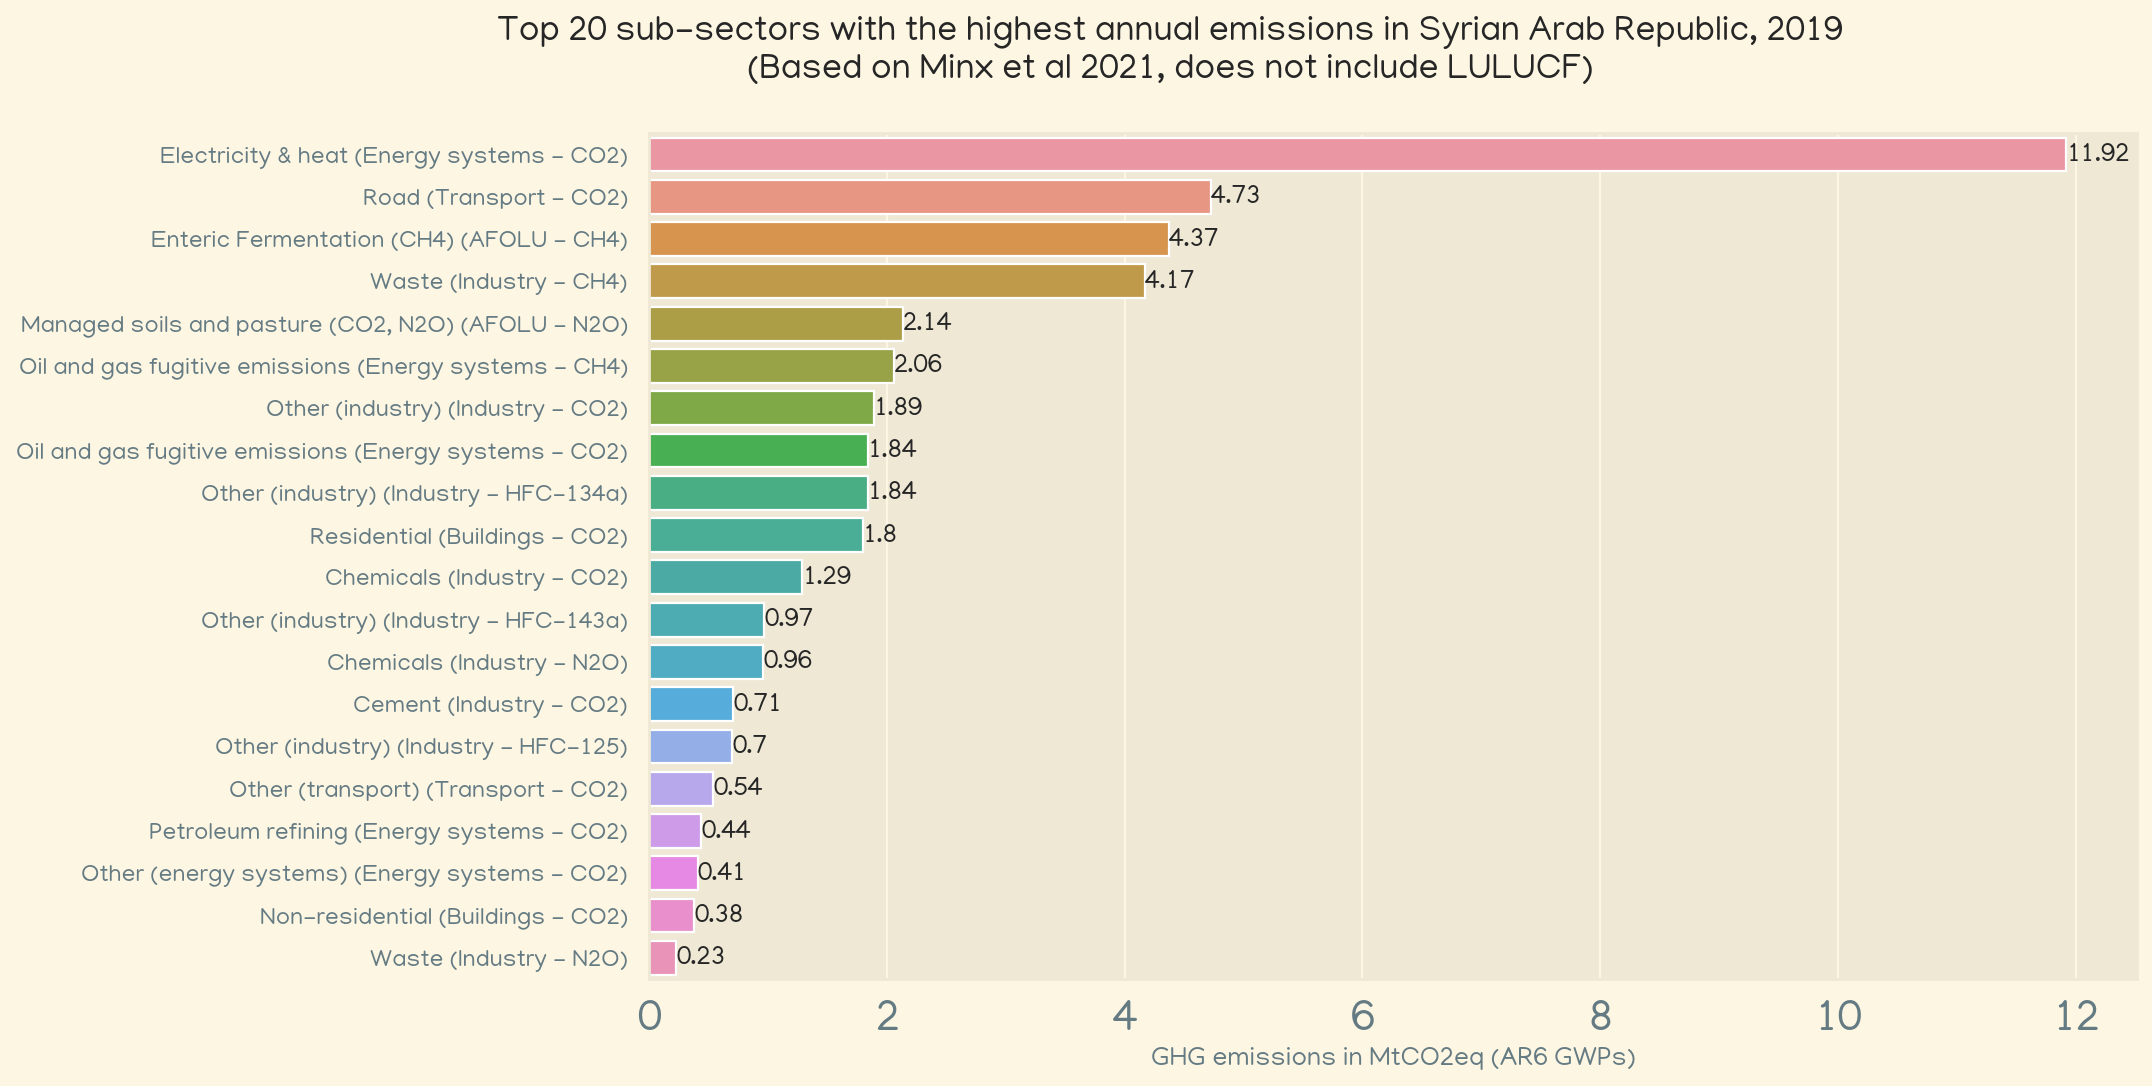 Top 20 sub-sectors with the highest annual emissions in Syrian Arab Republic, 2019
(Based on Minx et al 2021, does not include LULUCF)
Electricity & heat (Energy systems - CO2) 11.92
Road (Transport - CO2) 4.73
Enteric Fermentation (CH4) (AFOLU - CH4) 4.37
Waste (Industry - CH4) 4.17
Managed soils and pasture (CO2, N2O) (AFOLU - N2O) 2.14
Oil and gas fugitive emissions (Energy systems - CH4) 2.06
Other (industry) (Industry - CO2) 1.89
Oil and gas fugitive emissions (Energy systems - CO2) 1.84
Other (industry) (Industry - HFC-134a) 1.84
Residential (Buildings - CO2) 1.8
Chemicals (Industry - CO2) 1.29
Other (industry) (Industry - HFC-143a) 0.97
Chemicals (Industry - N2O) 0.96
Cement (Industry - CO2) 0.71
Other (industry) (Industry - HFC-125) 0.7
Other (transport) (Transport - CO2) 0.54
Petroleum refining (Energy systems - CO2) 0.44
Other (energy systems) (Energy systems - CO2) 0.41
Non-residential (Buildings - CO2) 0.38
Waste (Industry - N2O) 0.23
0 2 4 6 8 10 12
GHG emissions in MtCO2eq (AR6 GWPs)